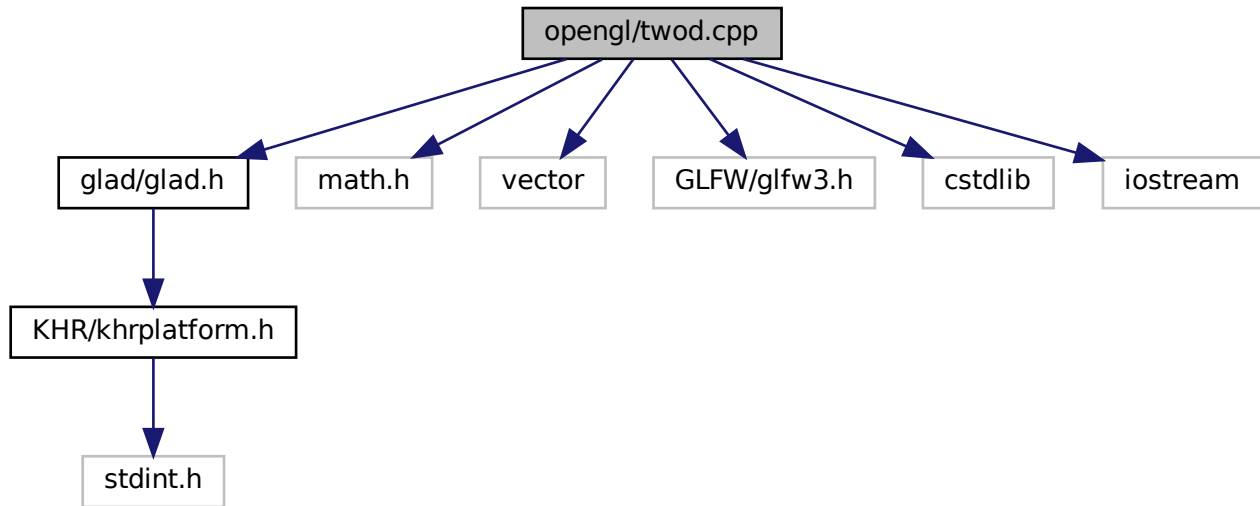 opengl/twod.cpp
glad/glad.h
math.h
vector
GLFW/glfw3.h
cstdlib
iostream
KHR/khrplatform.h
stdint.h